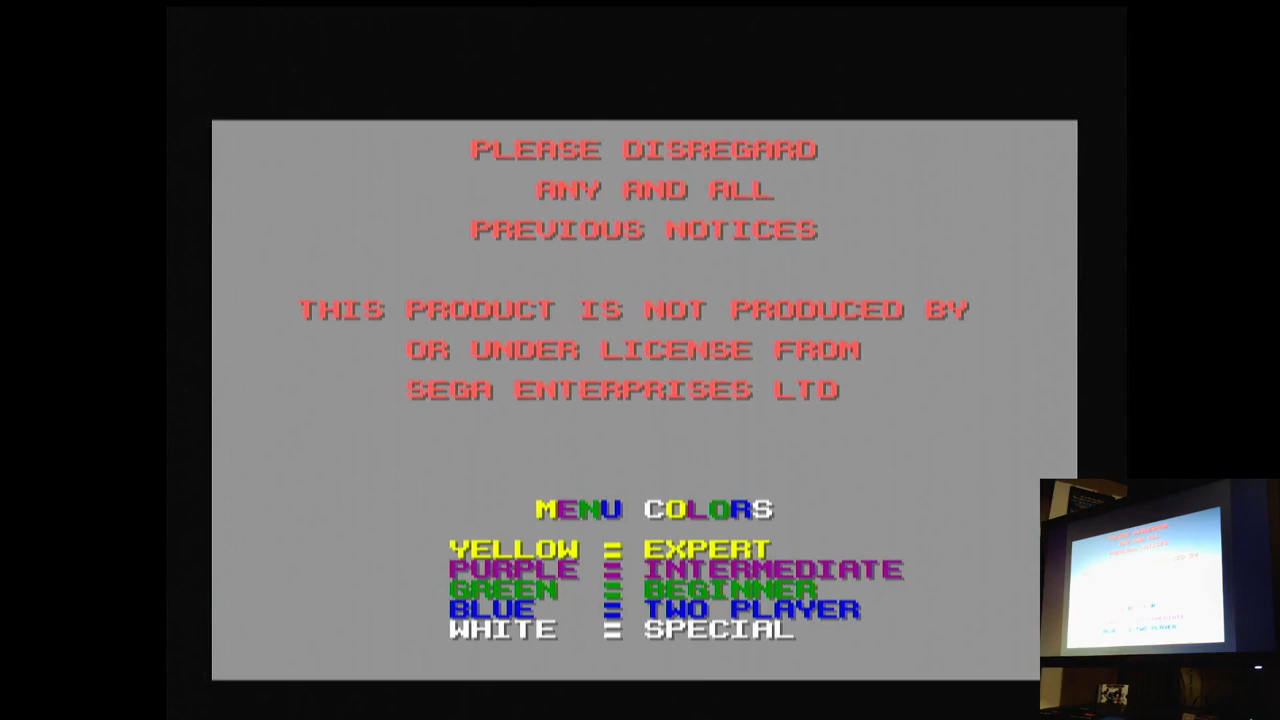 PLEASE DISREGARD
ANY AND ALL
PREVIOUS NOTICES
THIS PRODUCT IS NOT PRODUCED BY
OR UNDER LICENSE FROM
SEGA ENTERPRISES LTD
MENU COLORS
YELLOW = EXPERT
PURPLE = INTERMEDIATE
GREEN = BEGINNER
BLUE = TWO PLAYER
WHITE = SPECIAL